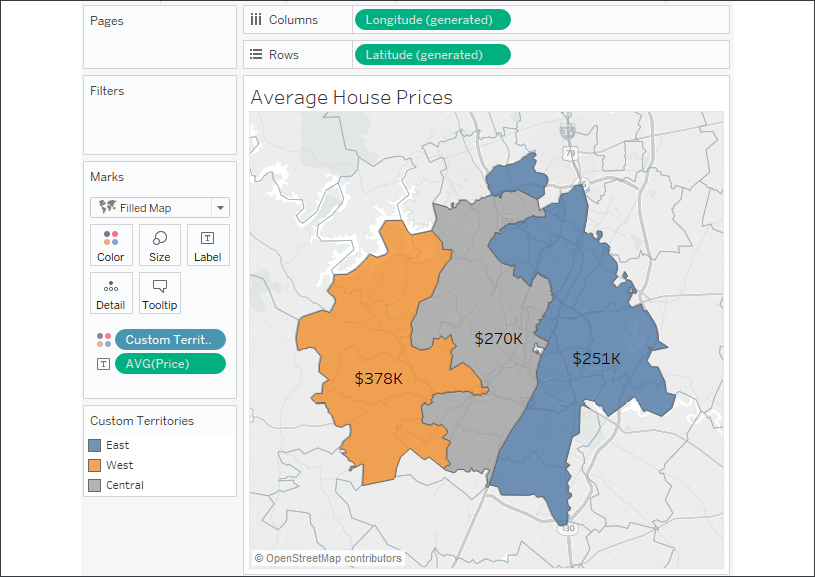 Pages
Columns
Longitude (generated)
Rows
Latitude (generated)
Filters
Average House Prices
Marks
Filled Map
Color
Size
T
Label
Detail
Tooltip
Custom Territ..
T
AVG(Price)
79
$270K
$251K
$378K
130
Custom Territories
East
West
Central
© OpenStreetMap contributors